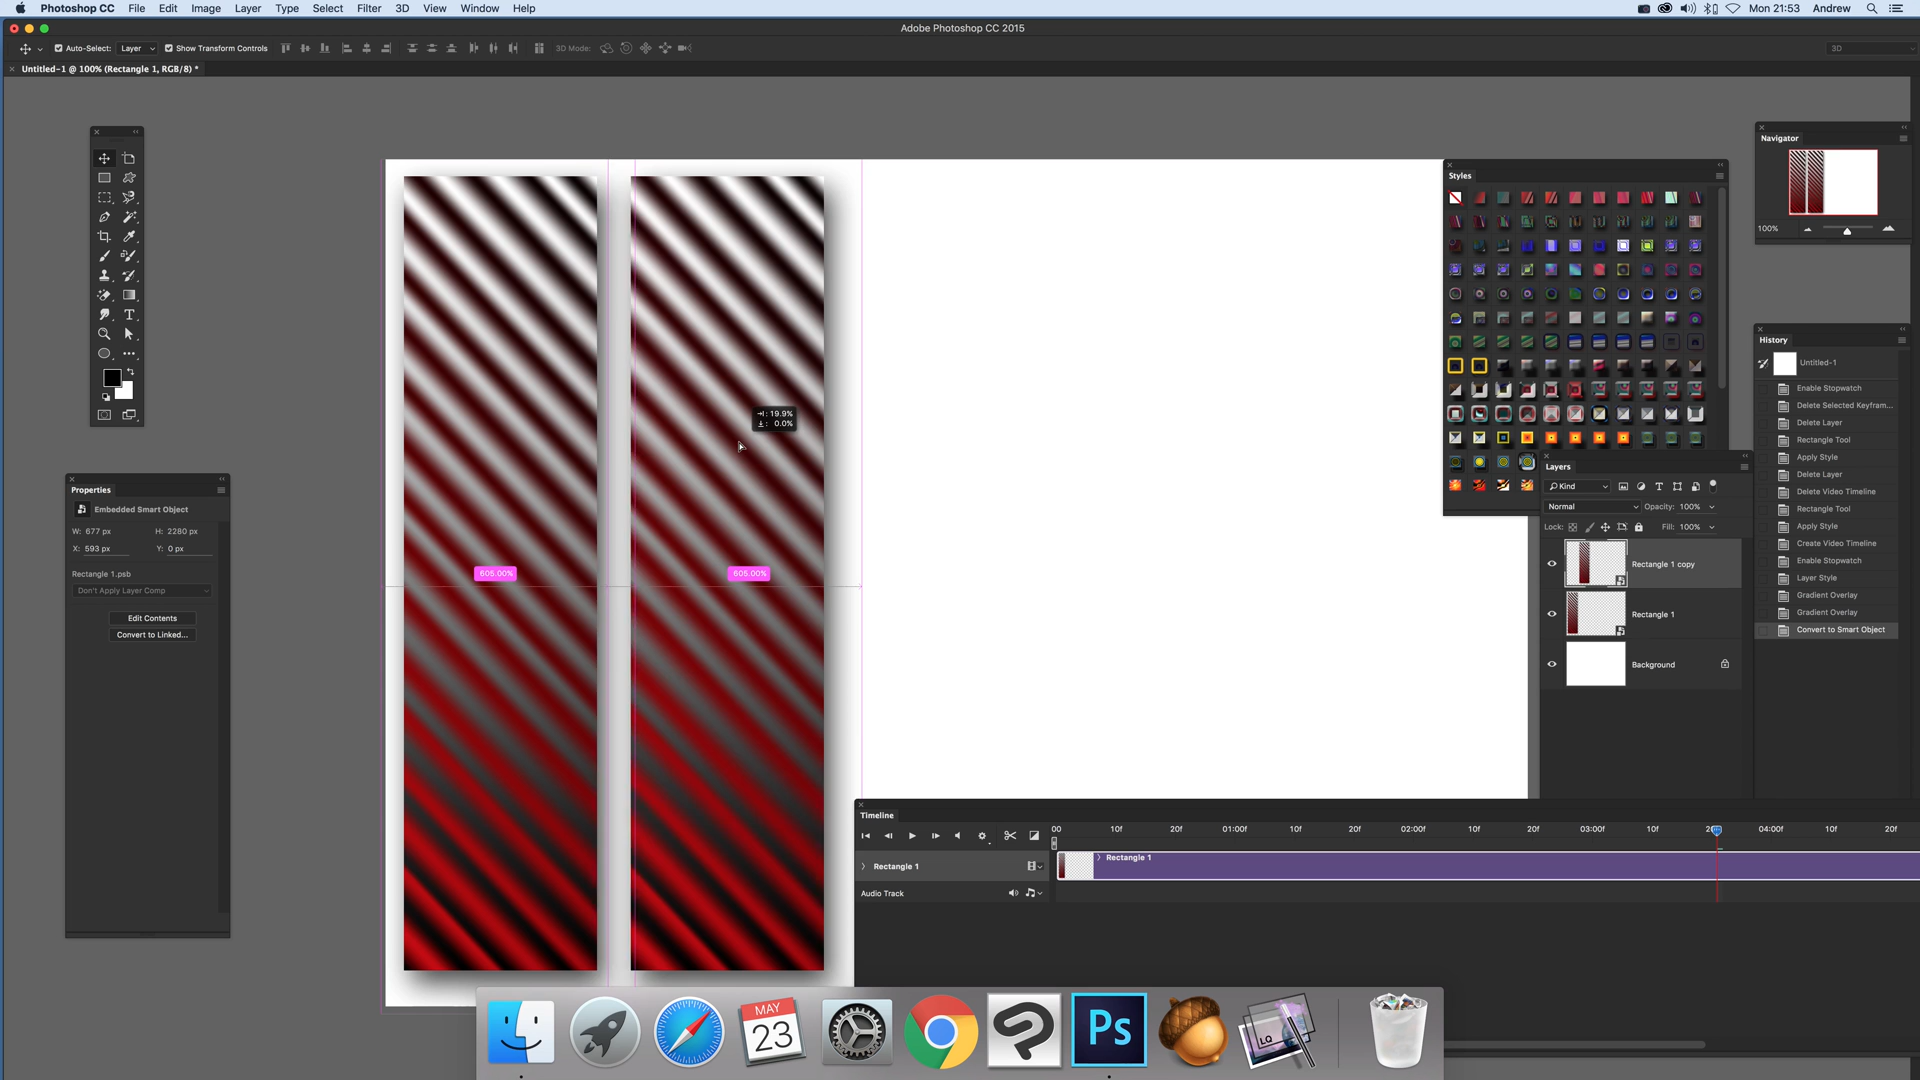 Photoshop CC File Edit Image Layer Type Select Filter 3D View Window Help Mon 21:53 Andrew
Adobe Photoshop CC 2015
Auto-Select: Layer Show Transform Controls 3D Mode: 3D
Untitled-1 @ 100% (Rectangle 1, RGB/8) *
Navigator
100%
Styles
History
Untitled-1
Enable Stopwatch
Delete Selected Keyfram...
Delete Layer
Rectangle Tool
Apply Style
Delete Layer
Delete Video Timeline
Rectangle Tool
Apply Style
Create Video Timeline
Enable Stopwatch
Layer Style
Gradient Overlay
Gradient Overlay
Convert to Smart Object
T
: 19.9%
: 0.0%
605.00% 605.00%
Properties
Embedded Smart Object
W: 677 px H: 2280 px
X: 593 px Y: 0 px
Rectangle 1.psb
Don't Apply Layer Comp
Edit Contents
Convert to Linked...
Layers
Kind T
Normal Opacity: 100%
Lock: Fill: 100%
Rectangle 1 copy
Rectangle 1
Background
Timeline
00 10f 20f 01:00f 10f 20f 02:00f 10f 20f 03:00f 10f 04:00f 10f 20f
Rectangle 1 Rectangle 1
Audio Track
MAY
23
Ps
LQ